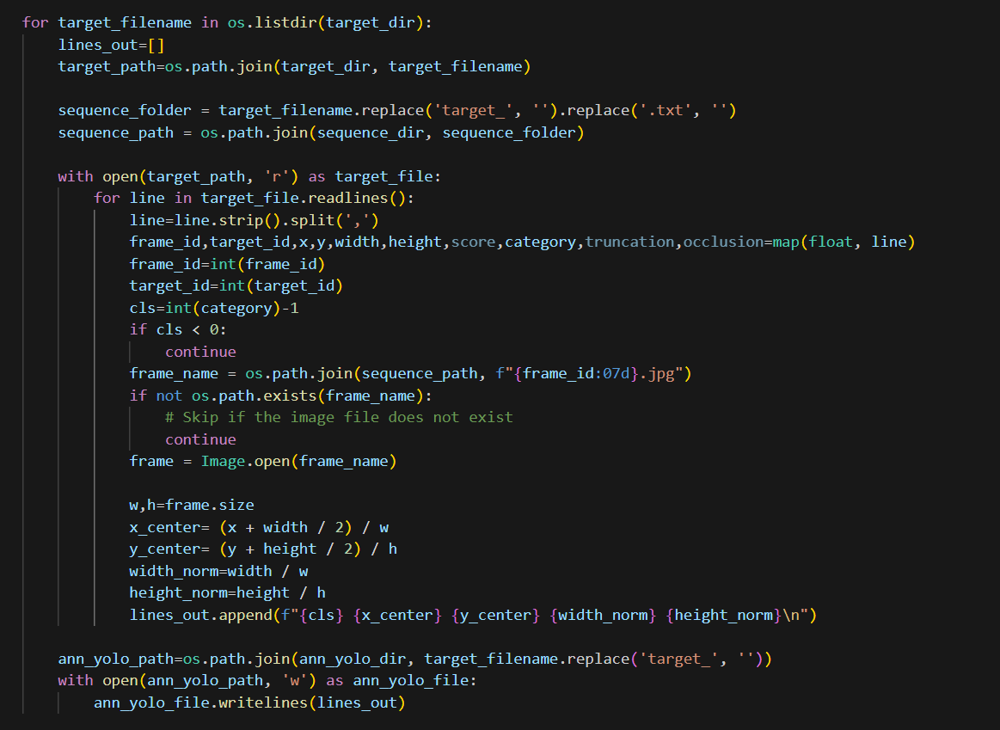 for target_filename in os.listdir(target_dir):
    lines_out=[]
    target_path=os.path.join(target_dir, target_filename)

    sequence_folder = target_filename.replace('target_', '').replace('.txt', '')
    sequence_path = os.path.join(sequence_dir, sequence_folder)

    with open(target_path, 'r') as target_file:
        for line in target_file.readlines():
            line=line.strip().split(',')
            frame_id,target_id,x,y,width,height,score,category,truncation,occlusion=map(float, line)
            frame_id=int(frame_id)
            target_id=int(target_id)
            cls=int(category)-1
            if cls < 0:
                continue
            frame_name = os.path.join(sequence_path, f"{frame_id:07d}.jpg")
            if not os.path.exists(frame_name):
                # Skip if the image file does not exist
                continue
            frame = Image.open(frame_name)

            w,h=frame.size
            x_center= (x + width / 2) / w
            y_center= (y + height / 2) / h
            width_norm=width / w
            height_norm=height / h
            lines_out.append(f"{cls} {x_center} {y_center} {width_norm} {height_norm}\n")

    ann_yolo_path=os.path.join(ann_yolo_dir, target_filename.replace('target_', ''))
    with open(ann_yolo_path, 'w') as ann_yolo_file:
        ann_yolo_file.writelines(lines_out)